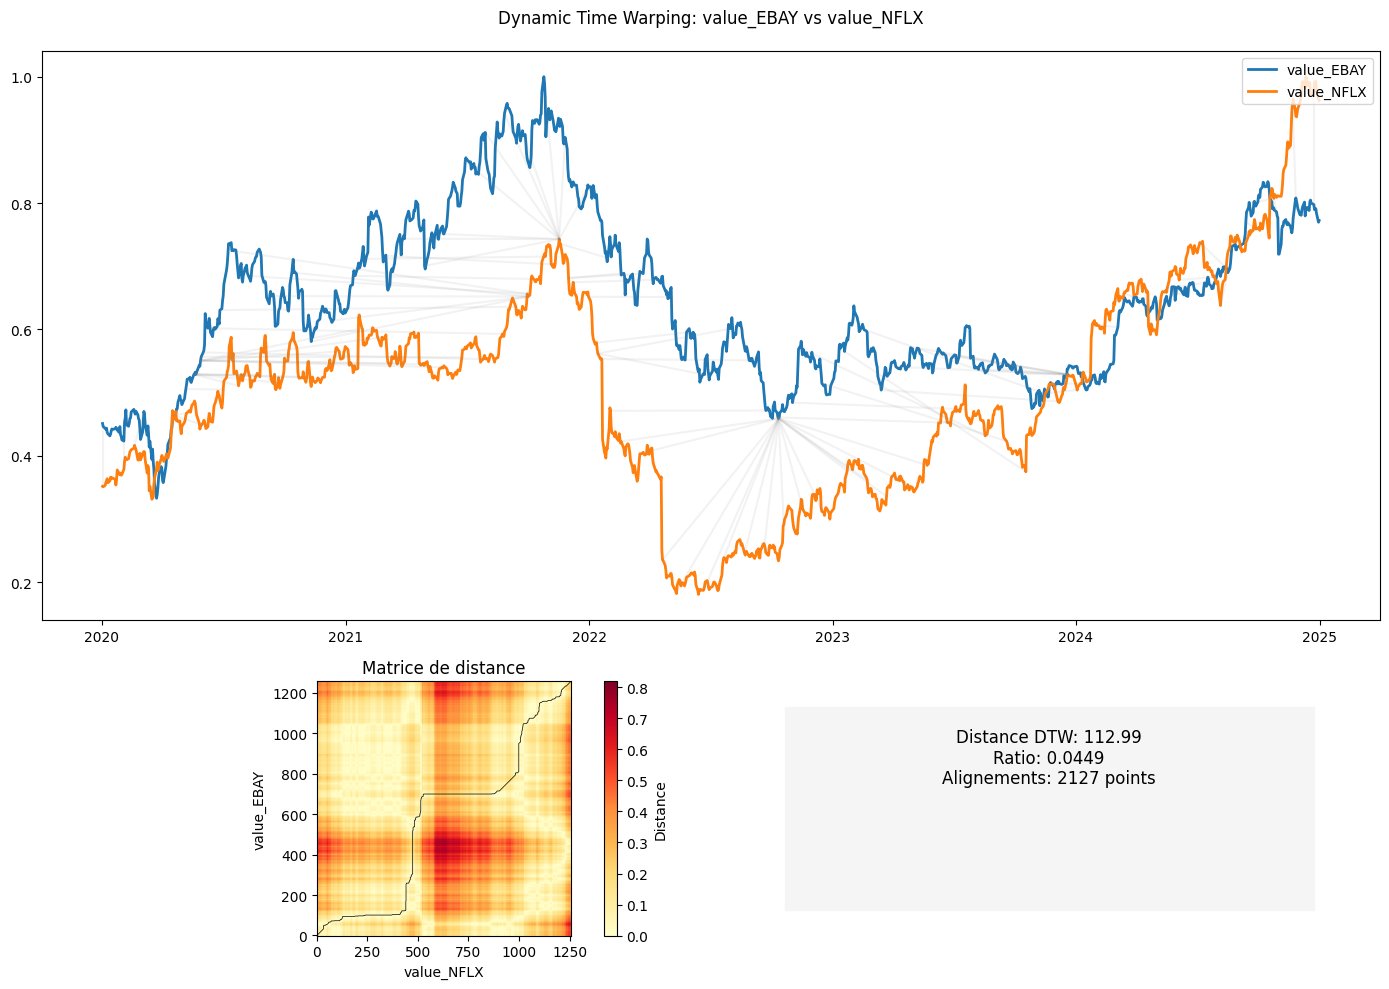 Dynamic Time Warping: value_EBAY vs value_NFLX
value_EBAY
value_NFLX
1.0
0.8
0.6
0.4
0.2
2020 2021 2022 2023 2024 2025
Matrice de distance
1200
1000
800
600
400
200
0
value_EBAY
0 250 500 750 1000 1250
value_NFLX
0.8
0.7
0.6
0.5
0.4
0.3
0.2
0.1
0.0
Distance
Distance DTW: 112.99
Ratio: 0.0449
Alignements: 2127 points